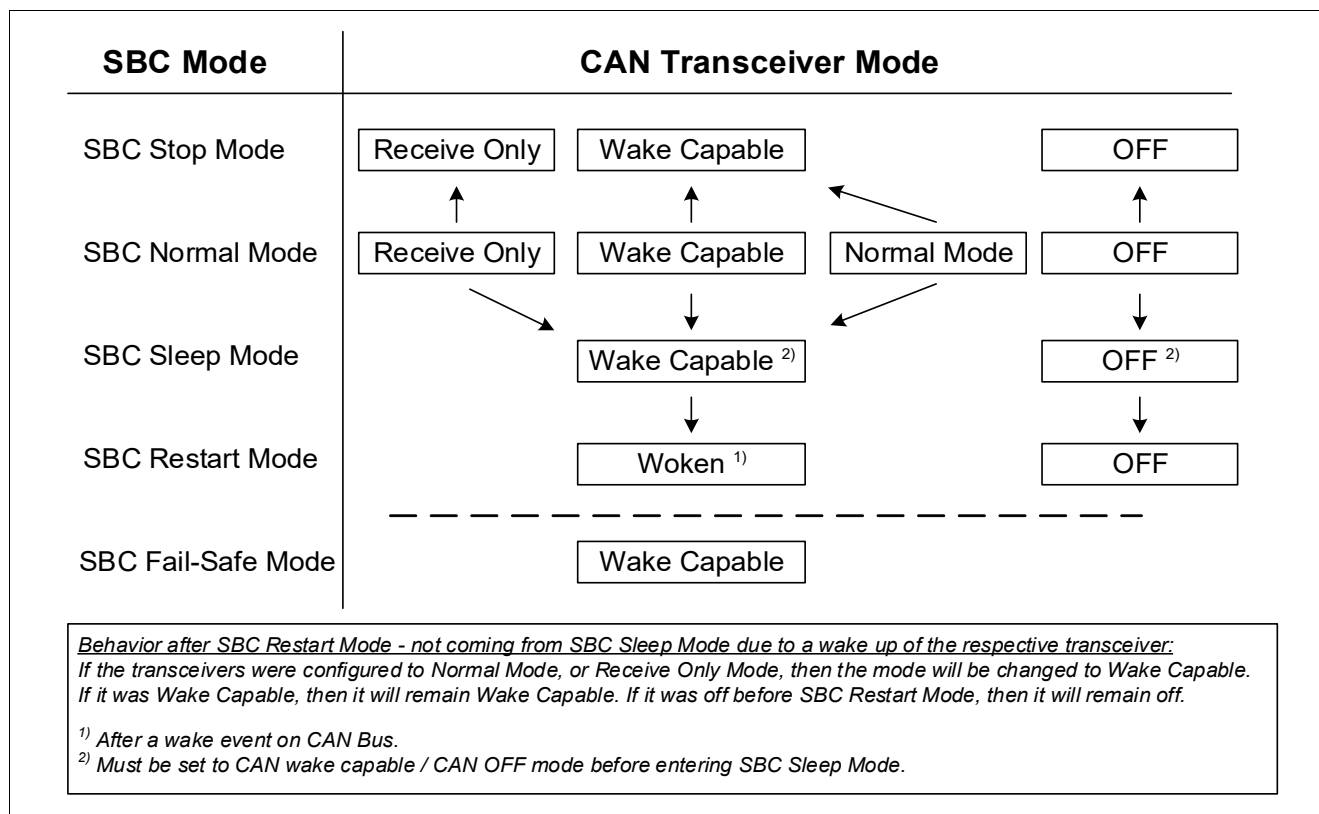 SBC Mode CAN Transceiver Mode
SBC Stop Mode Receive Only Wake Capable OFF
SBC Normal Mode Receive Only Wake Capable Normal Mode OFF
SBC Sleep Mode Wake Capable 2) OFF 2)
SBC Restart Mode Woken 1) OFF
SBC Fail-Safe Mode Wake Capable
Behavior after SBC Restart Mode - not coming from SBC Sleep Mode due to a wake up of the respective transceiver:
If the transceivers were configured to Normal Mode, or Receive Only Mode, then the mode will be changed to Wake Capable.
If it was Wake Capable, then it will remain Wake Capable. If it was off before SBC Restart Mode, then it will remain off.
1) After a wake event on CAN Bus.
2) Must be set to CAN wake capable / CAN OFF mode before entering SBC Sleep Mode.